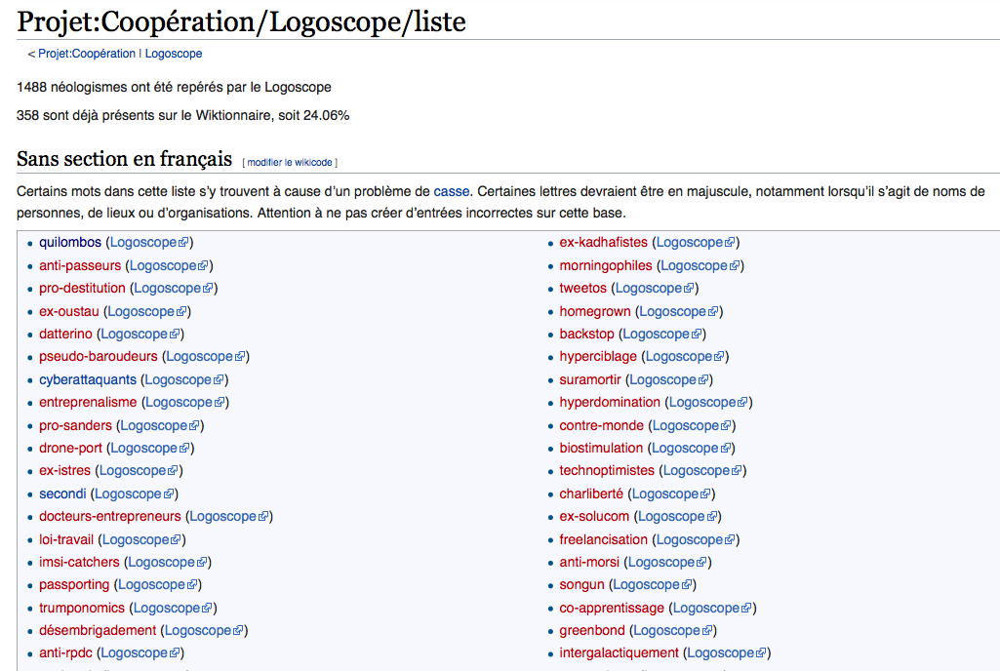 Projet:Coopération/Logoscope/liste
< Projet:Coopération | Logoscope
1488 néologismes ont été repérés par le Logoscope
358 sont déjà présents sur le Wiktionnaire, soit 24.06%
Sans section en français [ modifier le wikicode ]
Certains mots dans cette liste s’y trouvent à cause d’un problème de casse. Certaines lettres devraient être en majuscule, notamment lorsqu’il s’agit de noms de
personnes, de lieux ou d’organisations. Attention à ne pas créer d’entrées incorrectes sur cette base.
• quilombos (Logoscope)
• anti-passeurs (Logoscope)
• pro-destitution (Logoscope)
• ex-oustau (Logoscope)
• datterino (Logoscope)
• pseudo-baroudeurs (Logoscope)
• cyberattaquants (Logoscope)
• entreprenalisme (Logoscope)
• pro-sanders (Logoscope)
• drone-port (Logoscope)
• ex-istres (Logoscope)
• secondi (Logoscope)
• docteurs-entrepreneurs (Logoscope)
• loi-travail (Logoscope)
• imsi-catchers (Logoscope)
• passporting (Logoscope)
• trumponomics (Logoscope)
• désembrigadement (Logoscope)
• anti-rpdc (Logoscope)
• ex-kadhafistes (Logoscope)
• morningophiles (Logoscope)
• tweetos (Logoscope)
• homegrown (Logoscope)
• backstop (Logoscope)
• hyperciblage (Logoscope)
• suramortir (Logoscope)
• hyperdomination (Logoscope)
• contre-monde (Logoscope)
• biostimulation (Logoscope)
• technoptimistes (Logoscope)
• charliberté (Logoscope)
• ex-solucom (Logoscope)
• freelancisation (Logoscope)
• anti-morsi (Logoscope)
• songun (Logoscope)
• co-apprentissage (Logoscope)
• greenbond (Logoscope)
• intergalactiquement (Logoscope)